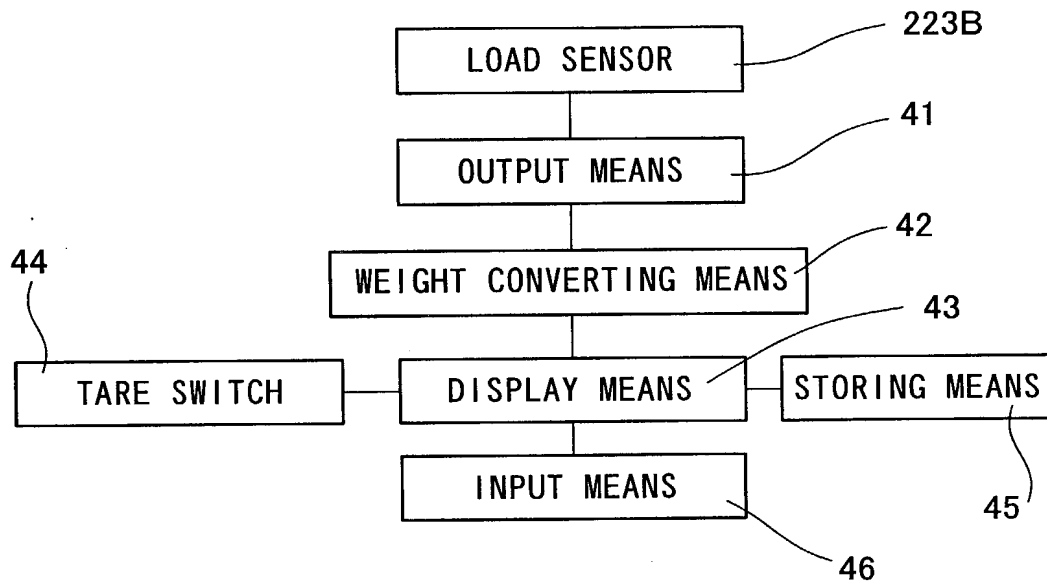 223B
LOAD SENSOR
41
OUTPUT MEANS
42
WEIGHT CONVERTING MEANS
44
43
TARE SWITCH
DISPLAY MEANS
STORING MEANS
INPUT MEANS
45
46